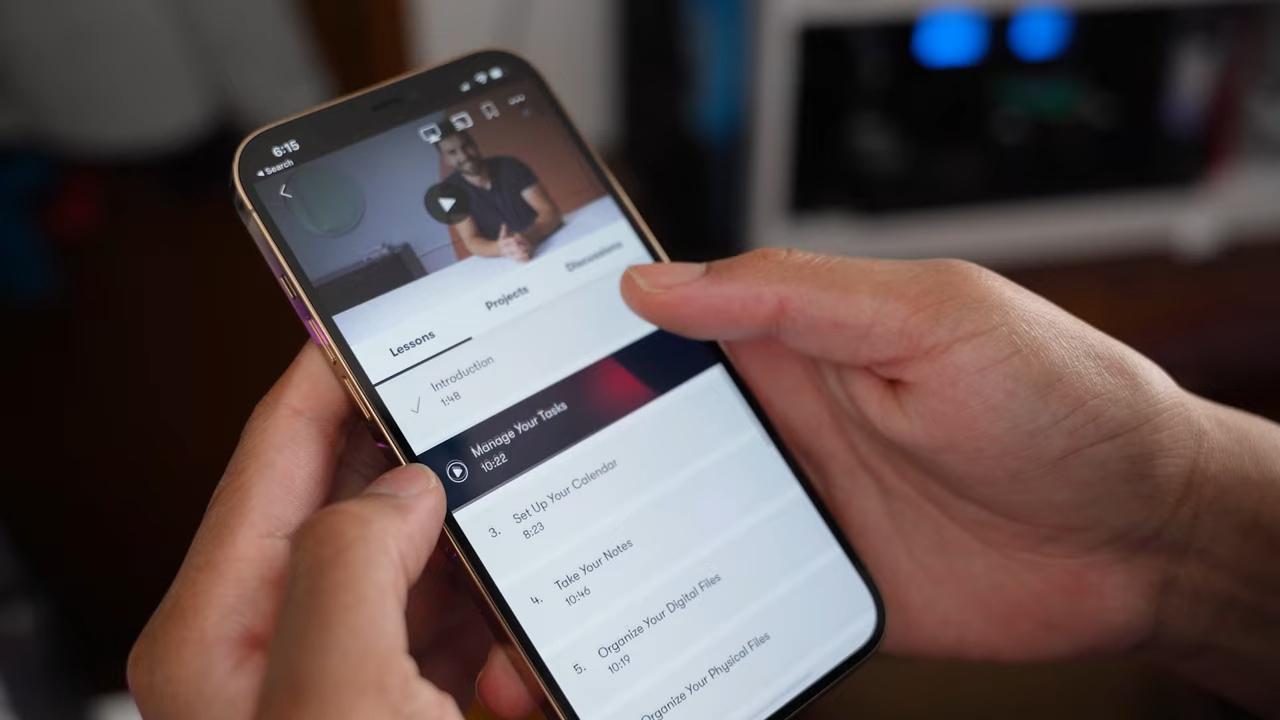 6:15
Search
Lessons
Projects
Discussions
Introduction
1:48
Manage Your Tasks
10:22
3. Set Up Your Calendar
8:23
4. Take Your Notes
10:46
5. Organize Your Digital Files
10:19
Organize Your Physical Files